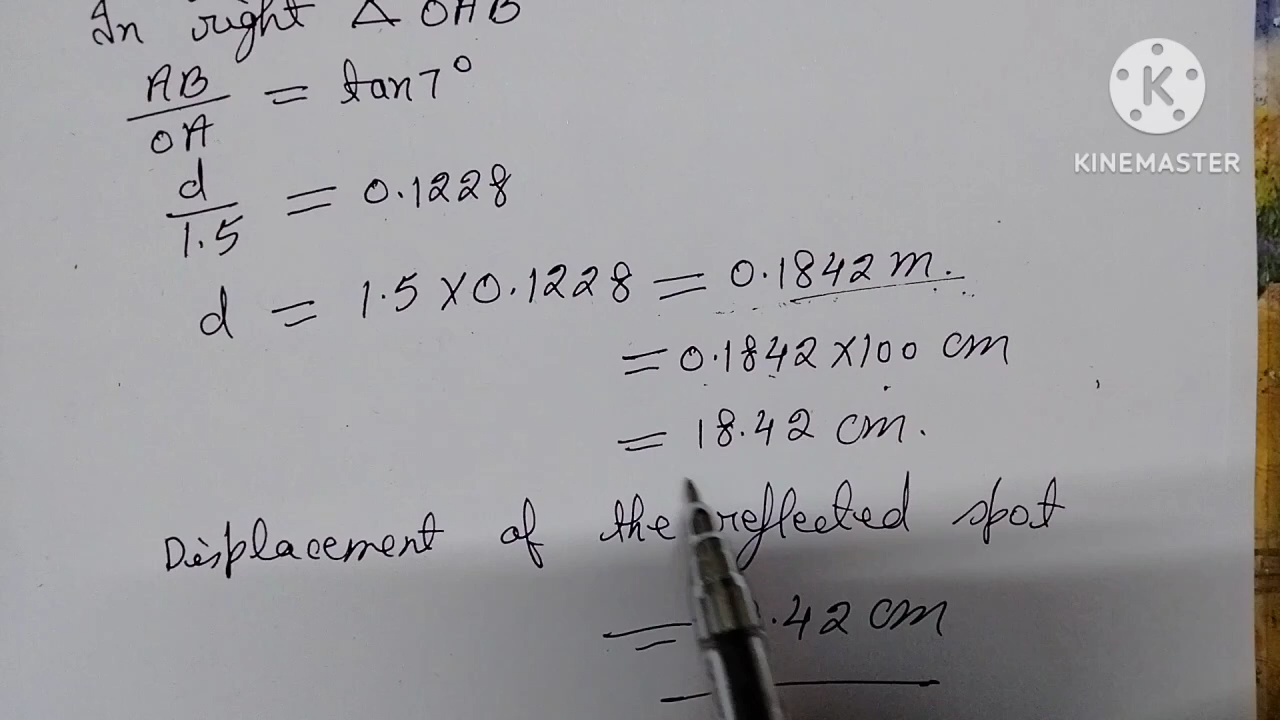 In right △ OAB
AB/OA = tan7°
d/1.5 = 0.1228
d = 1.5×0.1228 = 0.1842 m.
= 0.1842×100 cm
= 18.42 cm.
Displacement of the reflected spot
= .42 cm
K
KINEMASTER